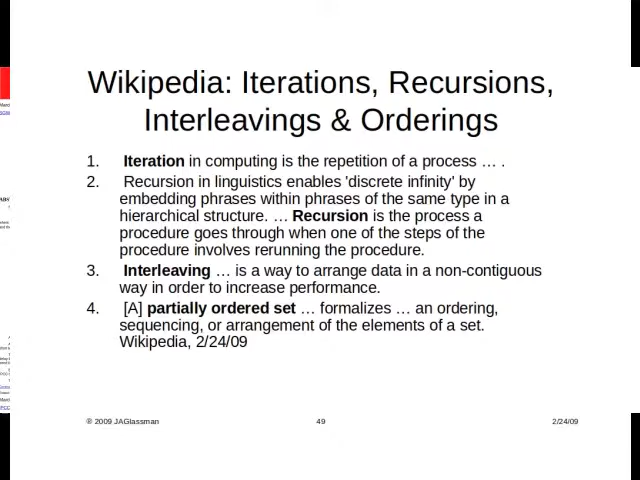 Wikipedia: Iterations, Recursions,
Interleavings & Orderings
1. Iteration in computing is the repetition of a process … .
2. Recursion in linguistics enables 'discrete infinity' by
embedding phrases within phrases of the same type in a
hierarchical structure. … Recursion is the process a
procedure goes through when one of the steps of the
procedure involves rerunning the procedure.
3. Interleaving … is a way to arrange data in a non-contiguous
way in order to increase performance.
4. [A] partially ordered set … formalizes … an ordering,
sequencing, or arrangement of the elements of a set.
Wikipedia, 2/24/09
® 2009 JAGlassman 49 2/24/09